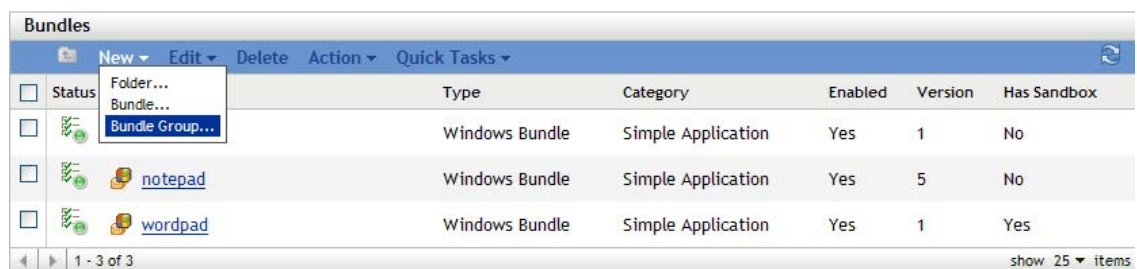 Bundles
New Edit Delete Action Quick Tasks
Folder...
Bundle...
Bundle Group...
Status Type Category Enabled Version Has Sandbox
Windows Bundle Simple Application Yes 1 No
notepad Windows Bundle Simple Application Yes 5 No
wordpad Windows Bundle Simple Application Yes 1 Yes
1 - 3 of 3 show 25 items